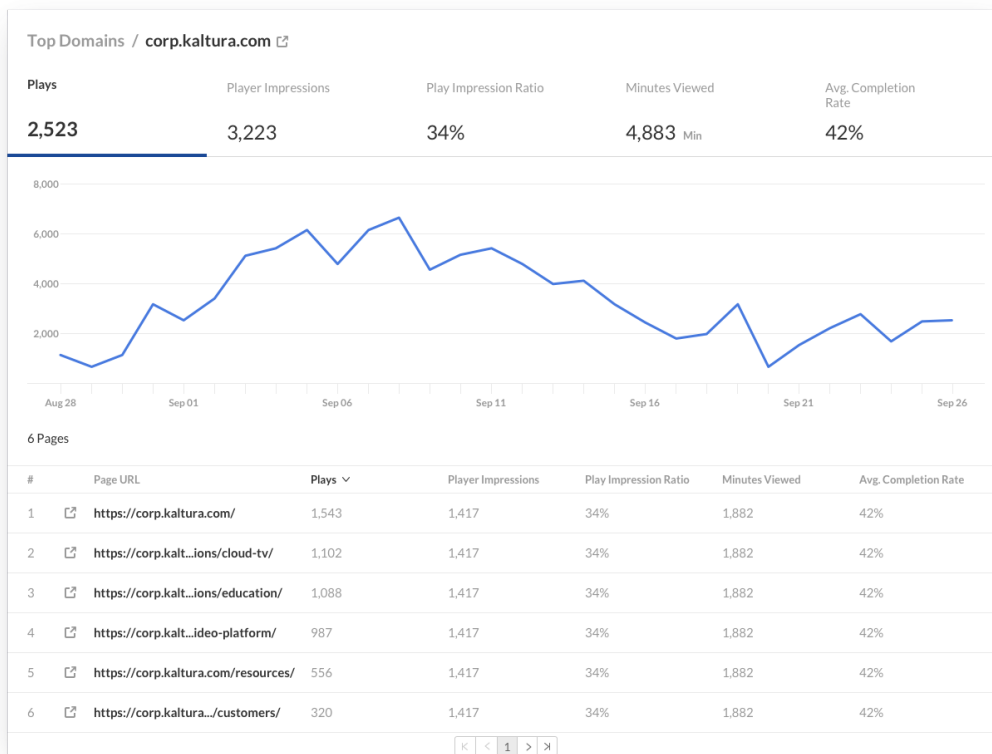 Top Domains / corp.kaltura.com
Plays Player Impressions Play Impression Ratio Minutes Viewed Avg. Completion Rate
2,523 3,223 34% 4,883 Min 42%
8,000
6,000
4,000
2,000
Aug 28 Sep 01 Sep 06 Sep 11 Sep 16 Sep 21 Sep 26
6 Pages
# Page URL Plays Player Impressions Play Impression Ratio Minutes Viewed Avg. Completion Rate
1 https://corp.kaltura.com/ 1,543 1,417 34% 1,882 42%
2 https://corp.kalt...ions/cloud-tv/ 1,102 1,417 34% 1,882 42%
3 https://corp.kalt...ions/education/ 1,088 1,417 34% 1,882 42%
4 https://corp.kalt...ideo-platform/ 987 1,417 34% 1,882 42%
5 https://corp.kaltura.com/resources/ 556 1,417 34% 1,882 42%
6 https://corp.kaltura.../customers/ 320 1,417 34% 1,882 42%
1